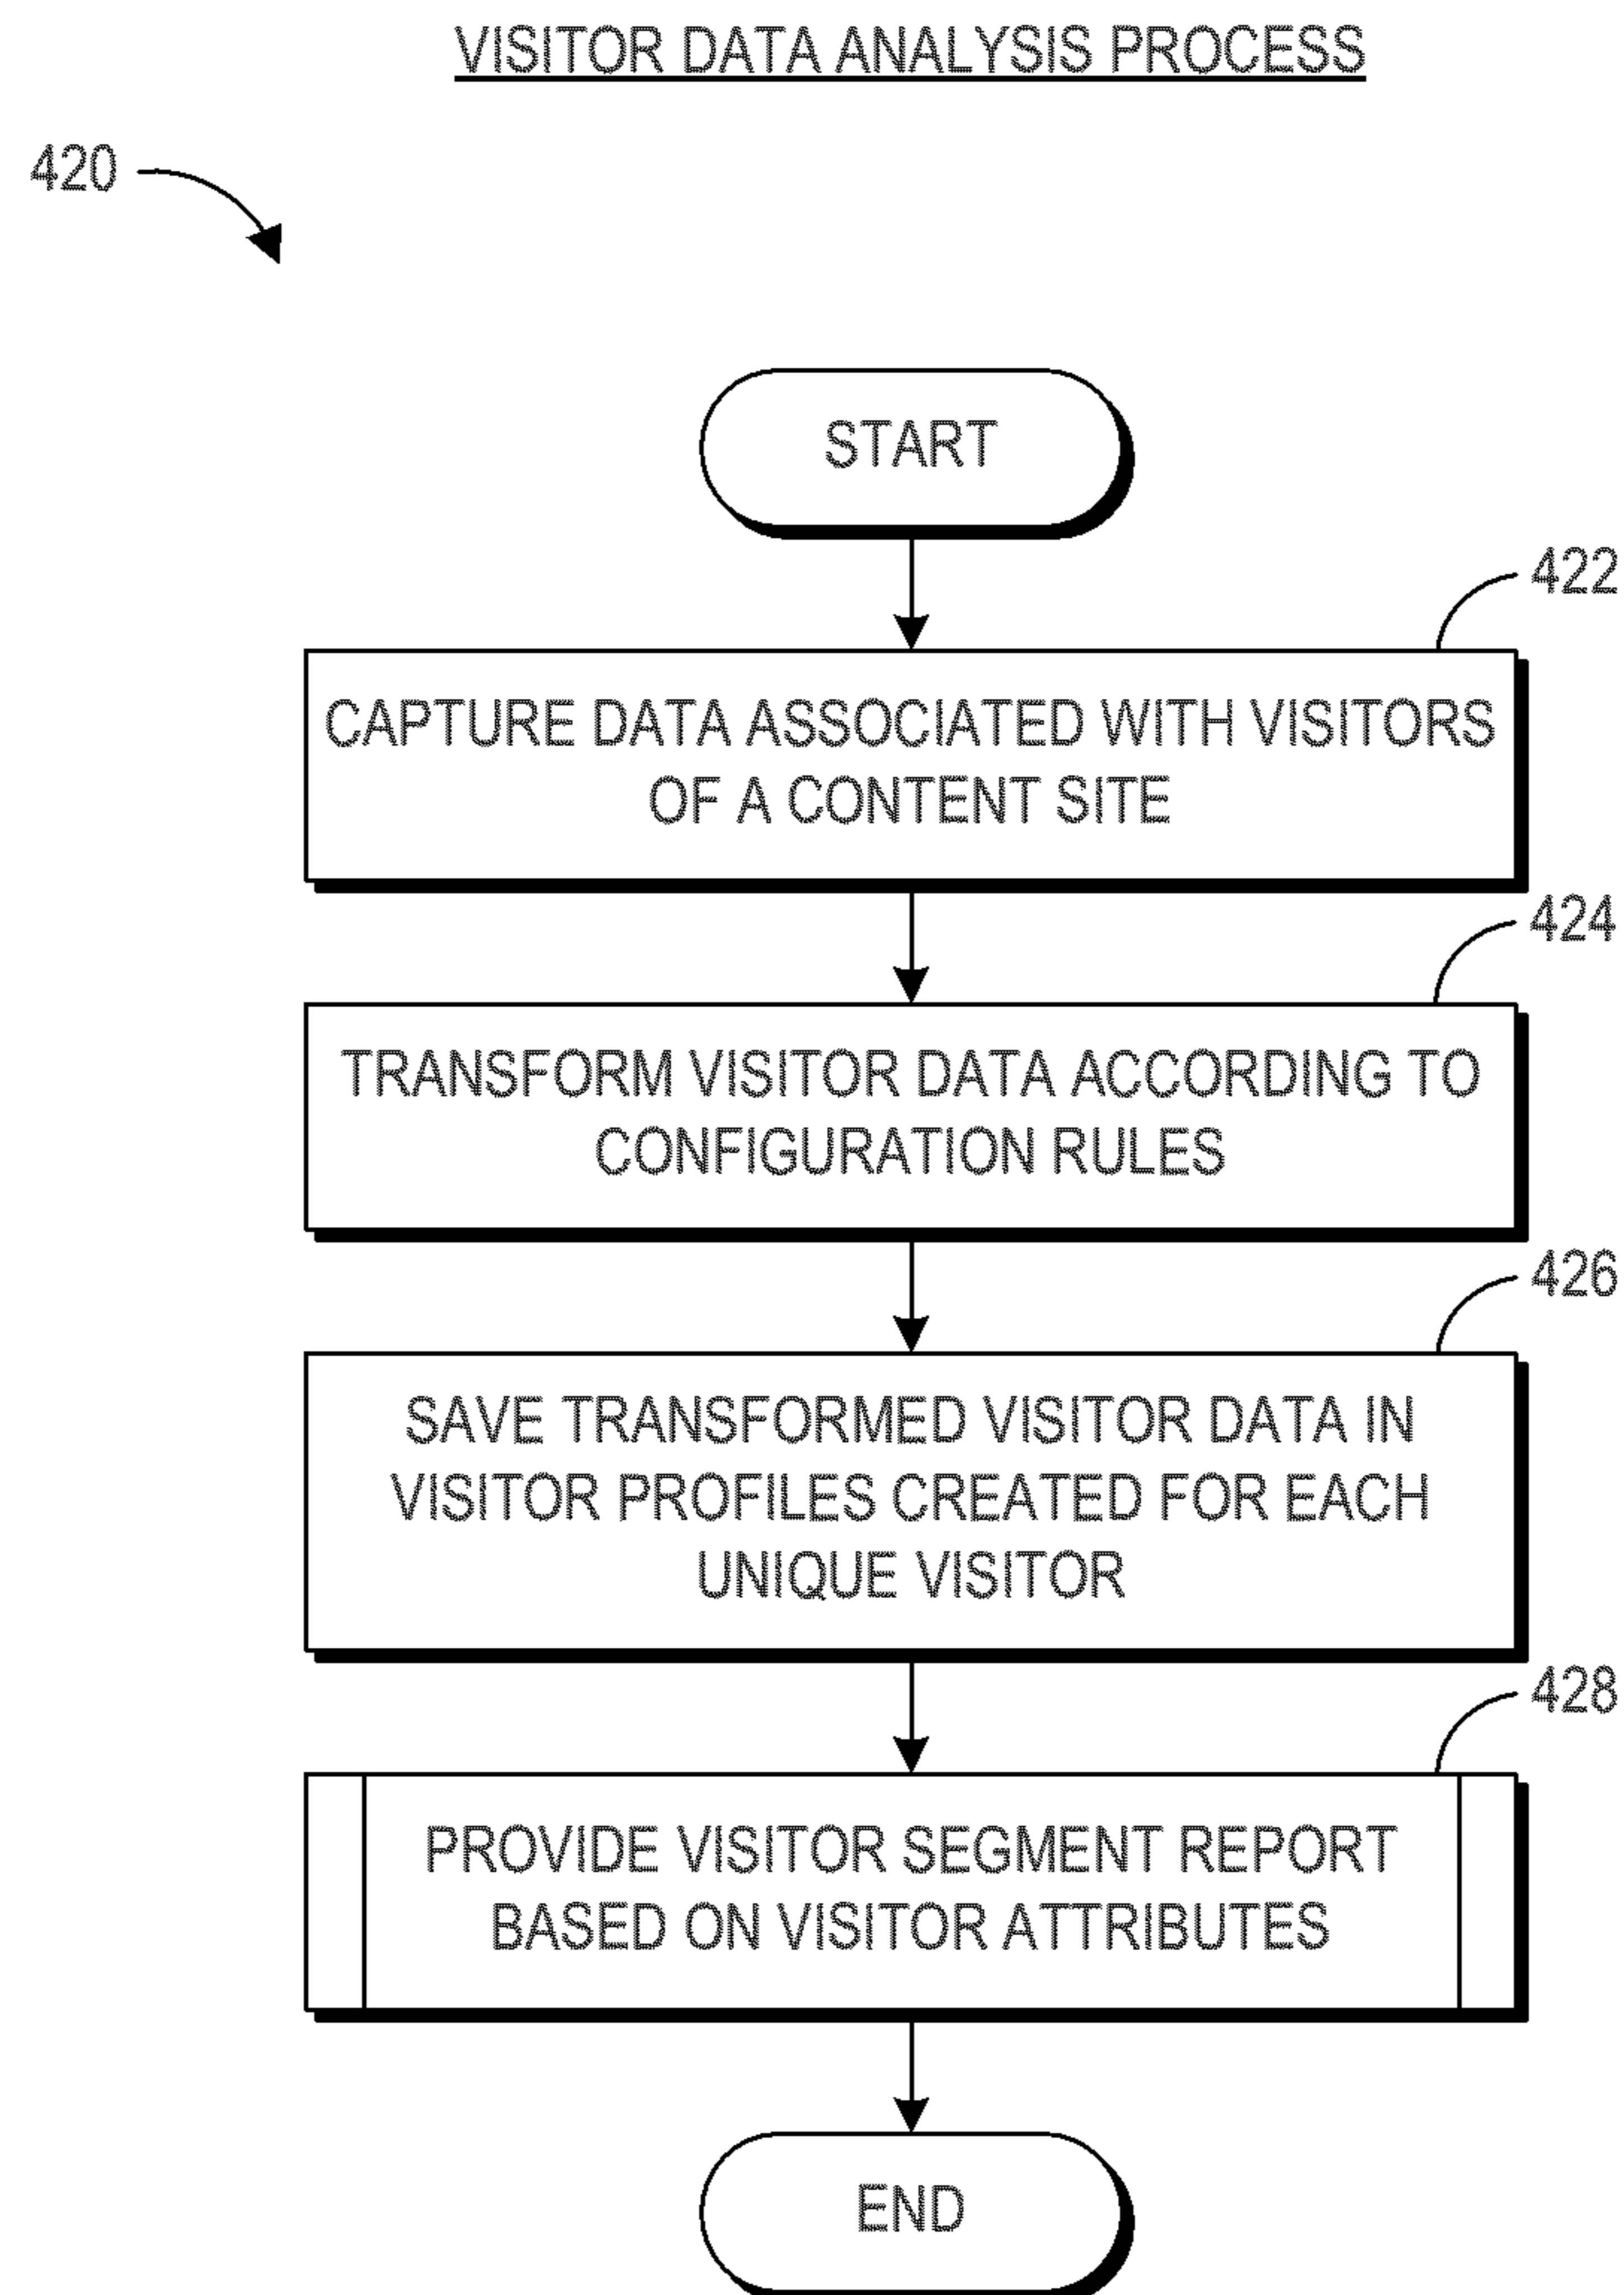 VISITOR DATA ANALYSIS PROCESS
420
START
422
CAPTURE DATA ASSOCIATED WITH VISITORS
OF A CONTENT SITE
424
TRANSFORM VISITOR DATA ACCORDING TO
CONFIGURATION RULES
426
SAVE TRANSFORMED VISITOR DATA IN
VISITOR PROFILES CREATED FOR EACH
UNIQUE VISITOR
428
PROVIDE VISITOR SEGMENT REPORT
BASED ON VISITOR ATTRIBUTES
END